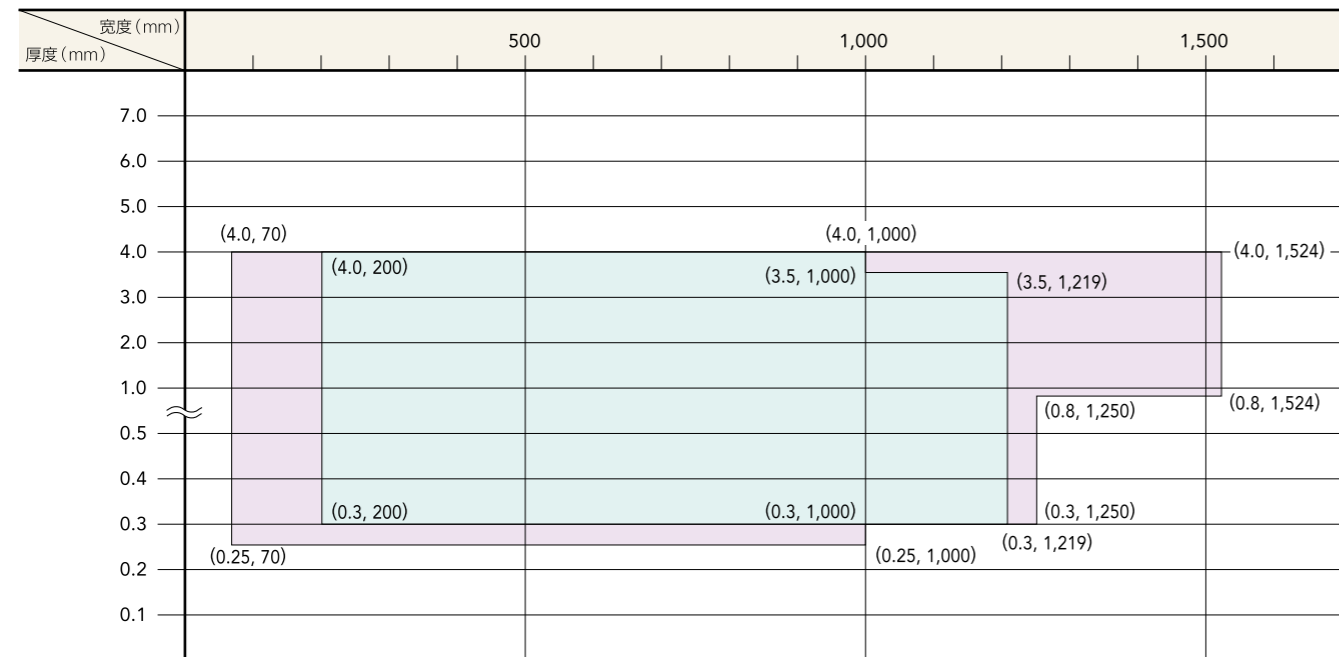 宽度(mm)
厚度(mm)
500 1,000 1,500
7.0
6.0
5.0
(4.0, 70) (4.0, 1,000)
4.0 (4.0, 1,524)
(4.0, 200) (3.5, 1,000) (3.5, 1,219)
3.0
2.0
1.0
(0.8, 1,250) (0.8, 1,524)
0.5
0.4
(0.3, 200) (0.3, 1,000) (0.3, 1,250)
0.3
(0.3, 1,219)
(0.25, 70) (0.25, 1,000)
0.2
0.1